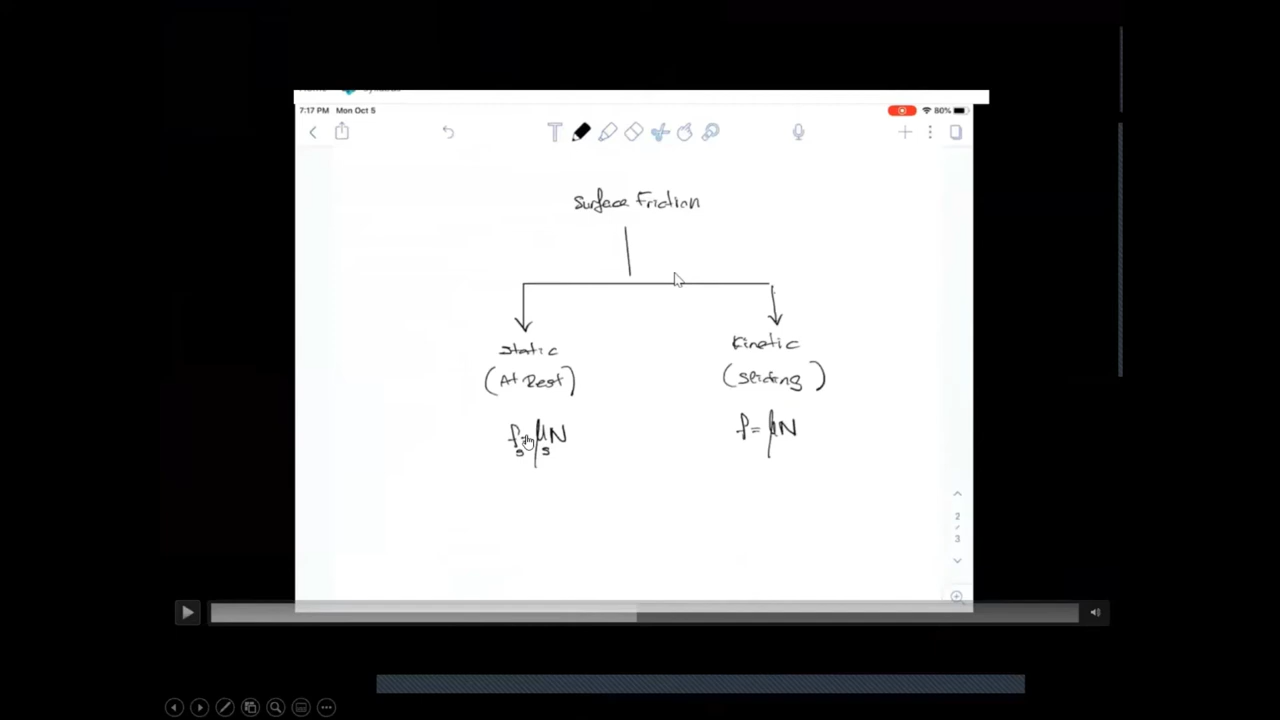 7:17 PM Mon Oct 5
80%
Surface Friction
Static
Kinetic
(At Rest)
(Sliding)
fs = μsN
f = μN
2
/
3